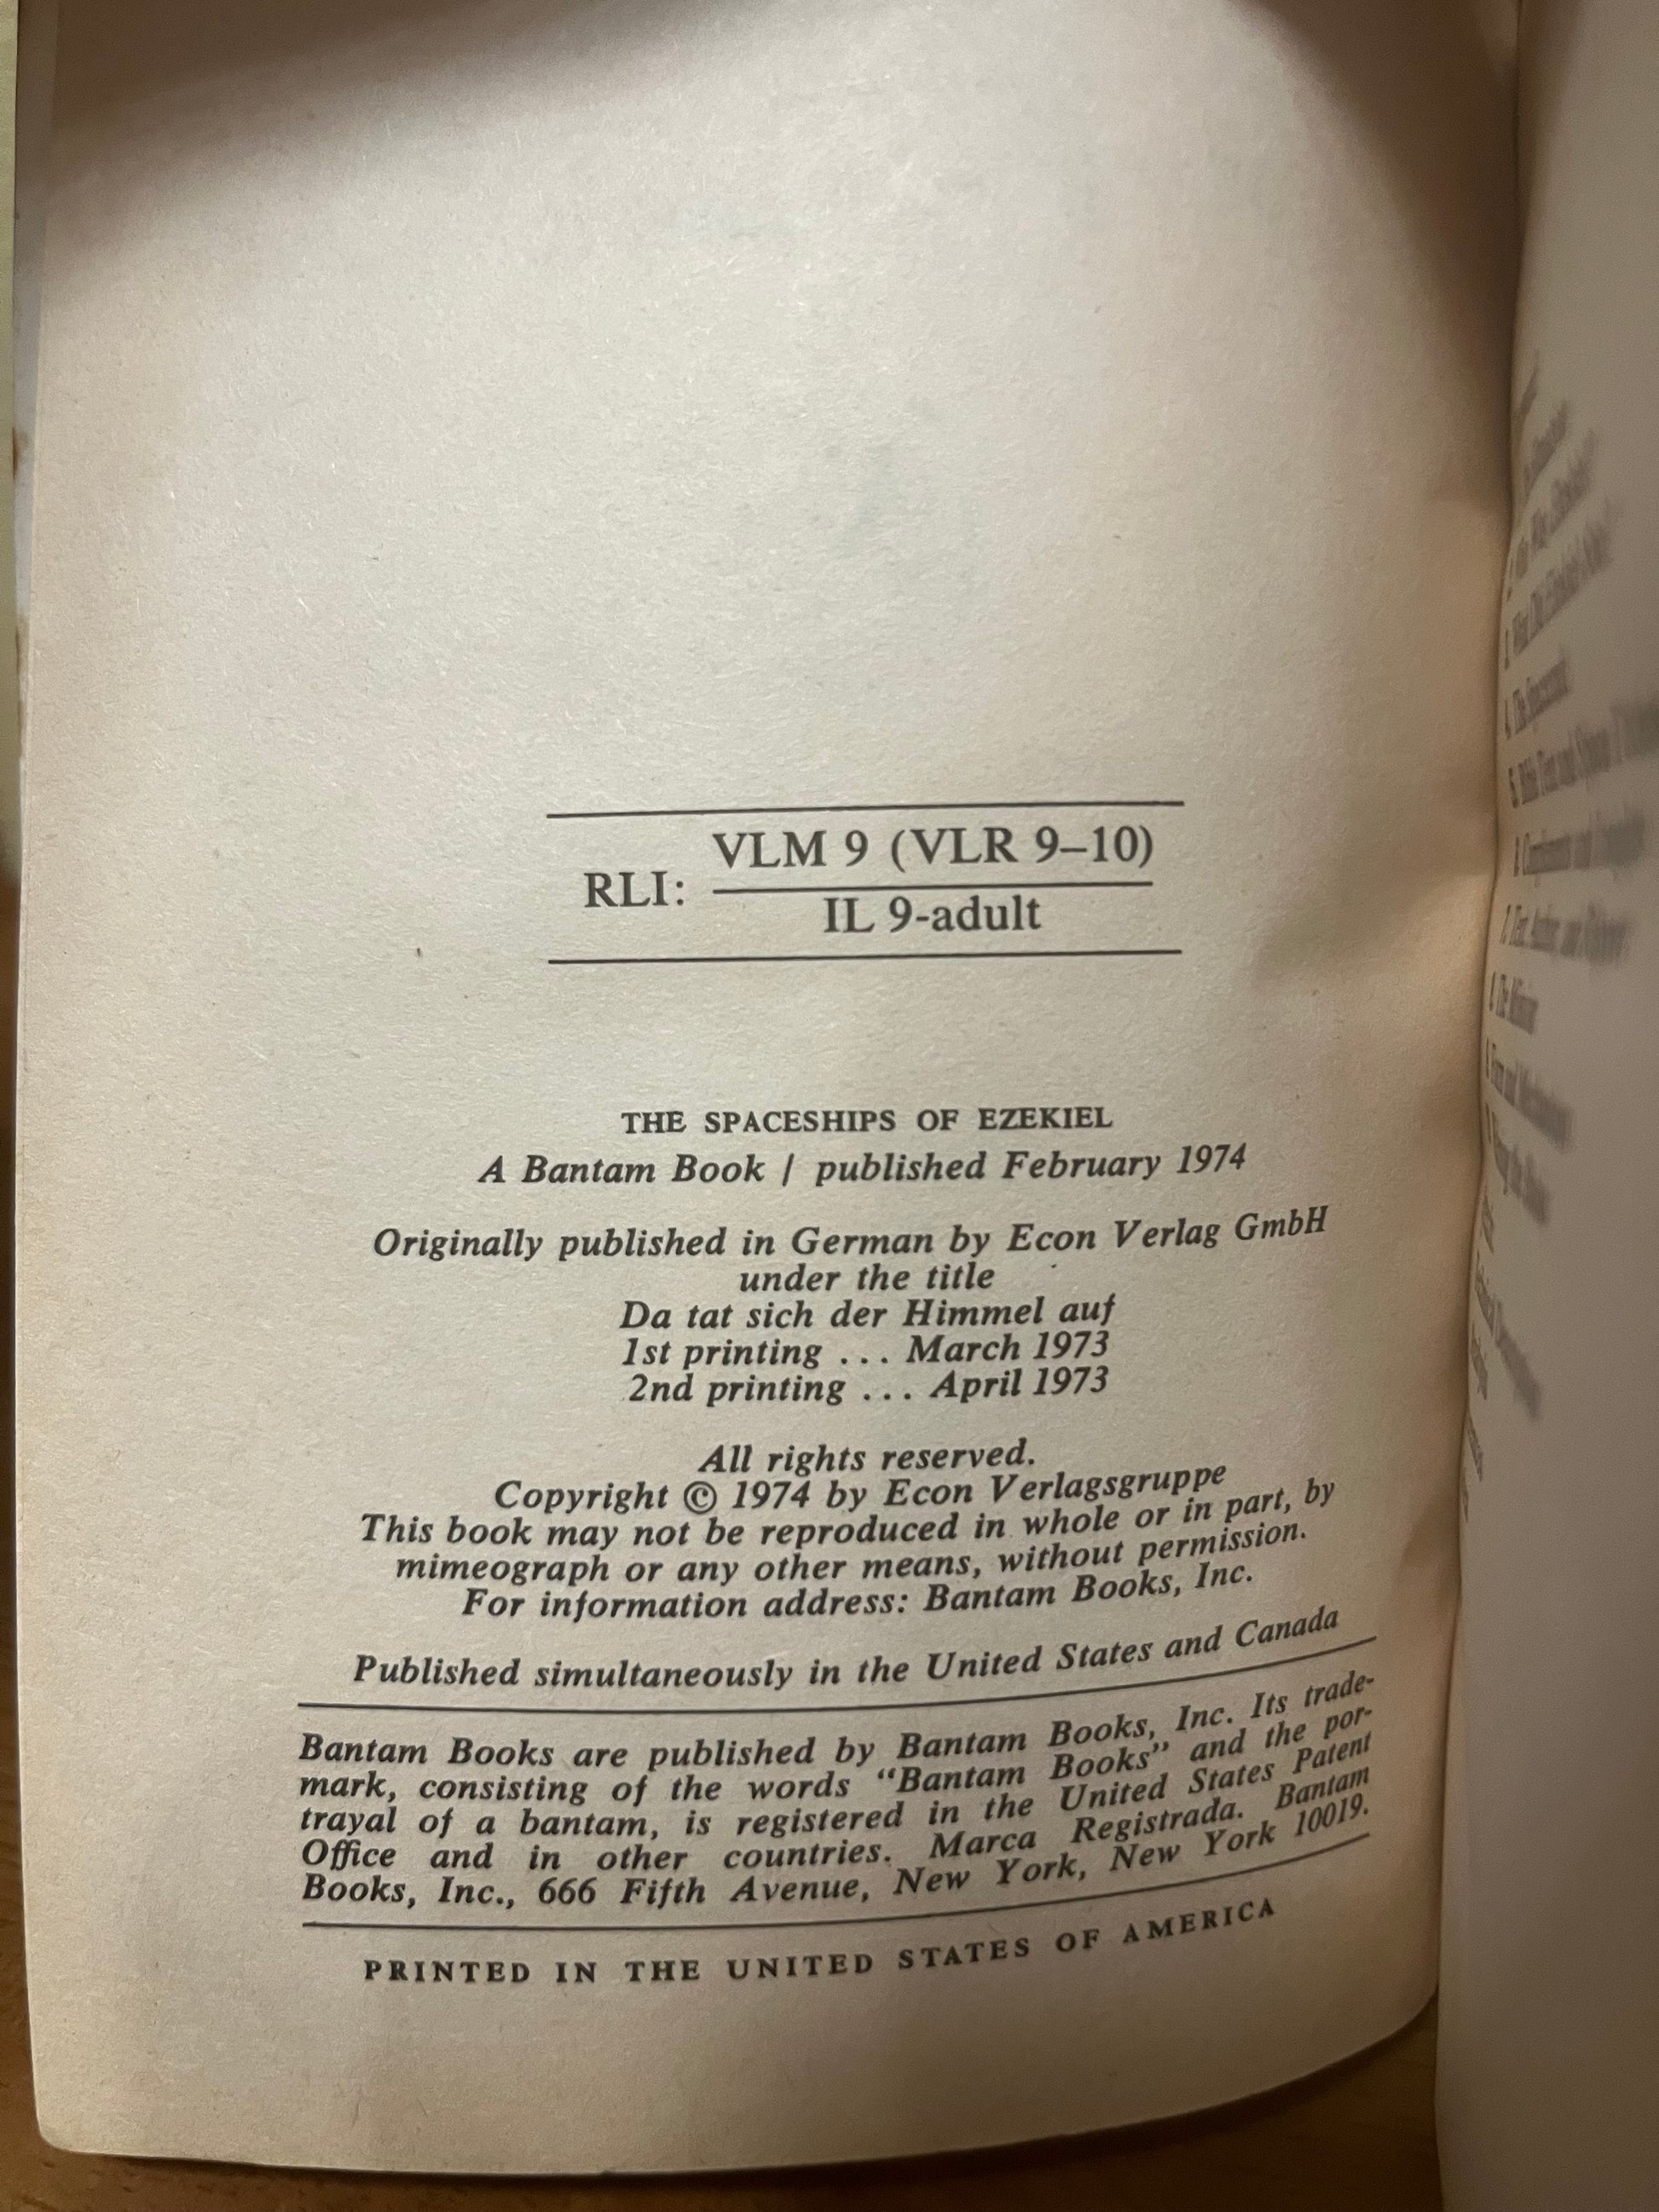 RLI: VLM 9 (VLR 9–10)
IL 9-adult
THE SPACESHIPS OF EZEKIEL
A Bantam Book / published February 1974
Originally published in German by Econ Verlag GmbH
under the title
Da tat sich der Himmel auf
1st printing ... March 1973
2nd printing ... April 1973
All rights reserved.
Copyright © 1974 by Econ Verlagsgruppe
This book may not be reproduced in whole or in part, by
mimeograph or any other means, without permission.
For information address: Bantam Books, Inc.
Published simultaneously in the United States and Canada
Bantam Books are published by Bantam Books, Inc. Its trade-
mark, consisting of the words “Bantam Books” and the por-
trayal of a bantam, is registered in the United States Patent
Office and in other countries. Marca Registrada. Bantam
Books, Inc., 666 Fifth Avenue, New York, New York 10019.
PRINTED IN THE UNITED STATES OF AMERICA
4. The Spacecraft
8. The Mission